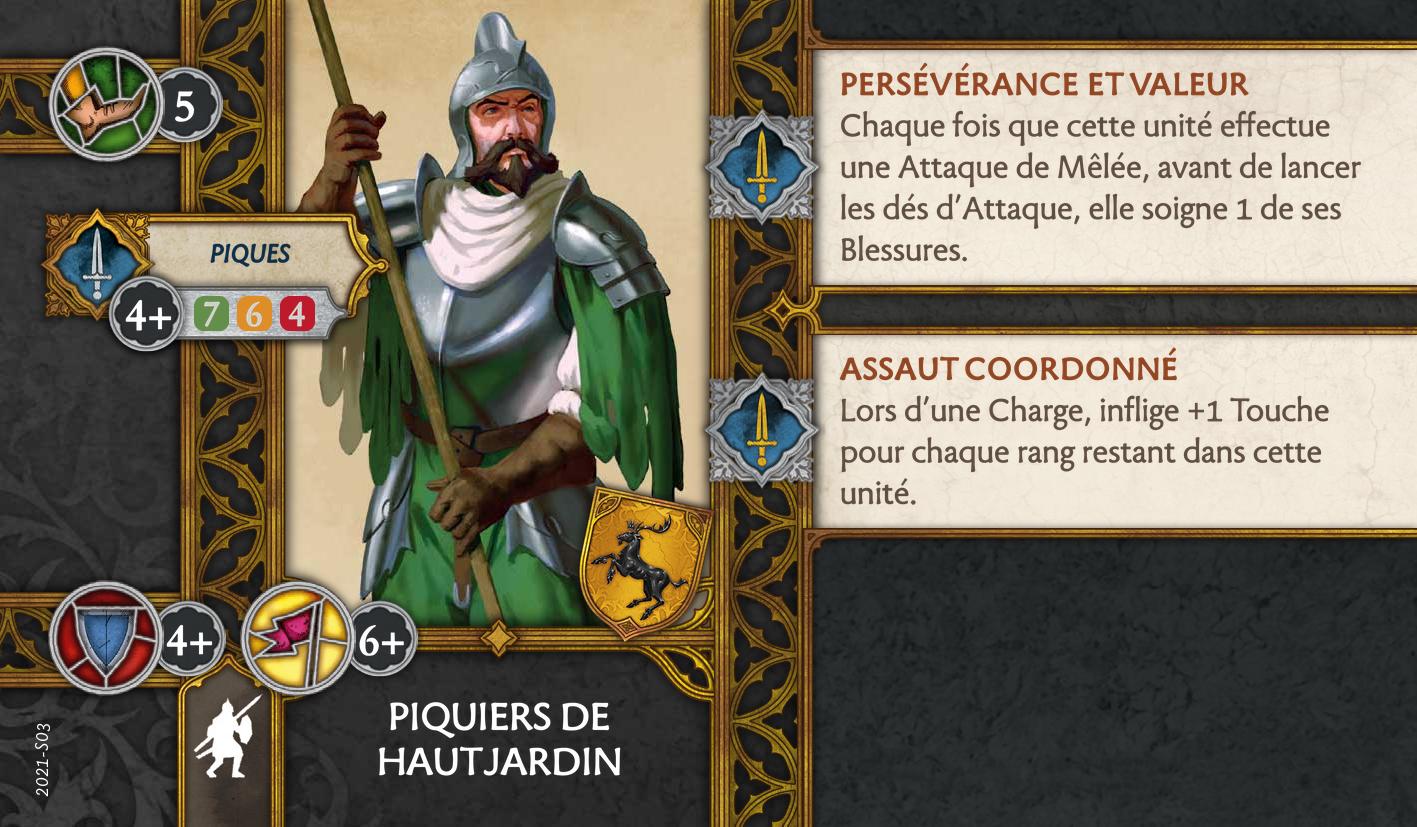 5
PIQUES
4+ 7 6 4
4+
6+
PIQUIERS DE
HAUTJARDIN
2021-S03
PERSÉVÉRANCE ET VALEUR
Chaque fois que cette unité effectue
une Attaque de Mêlée, avant de lancer
les dés d’Attaque, elle soigne 1 de ses
Blessures.
ASSAUT COORDONNÉ
Lors d’une Charge, inflige +1 Touche
pour chaque rang restant dans cette
unité.